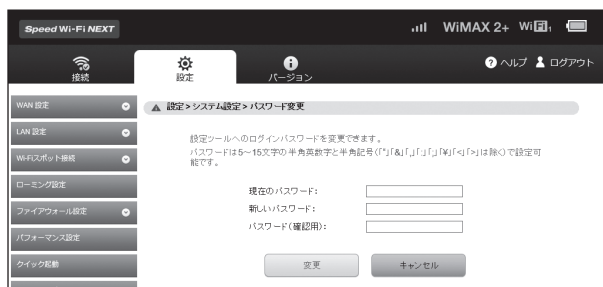 Speed Wi-Fi NEXT
WiMAX 2+ WiFi1
接続 設定 バージョン ヘルプ ログアウト
WAN 設定
LAN 設定
Wi-Fiスポット接続
ローミング設定
ファイアウォール設定
パフォーマンス設定
クイック起動
設定 > システム設定 > パスワード変更
設定ツールへのログインパスワードを変更できます。
パスワードは5~15文字の半角英数字と半角記号(「"」「&」「,」「:」「;」「¥」「<」「>」は除く)で設定可
能です。
現在のパスワード:
新しいパスワード:
パスワード(確認用):
変更 キャンセル